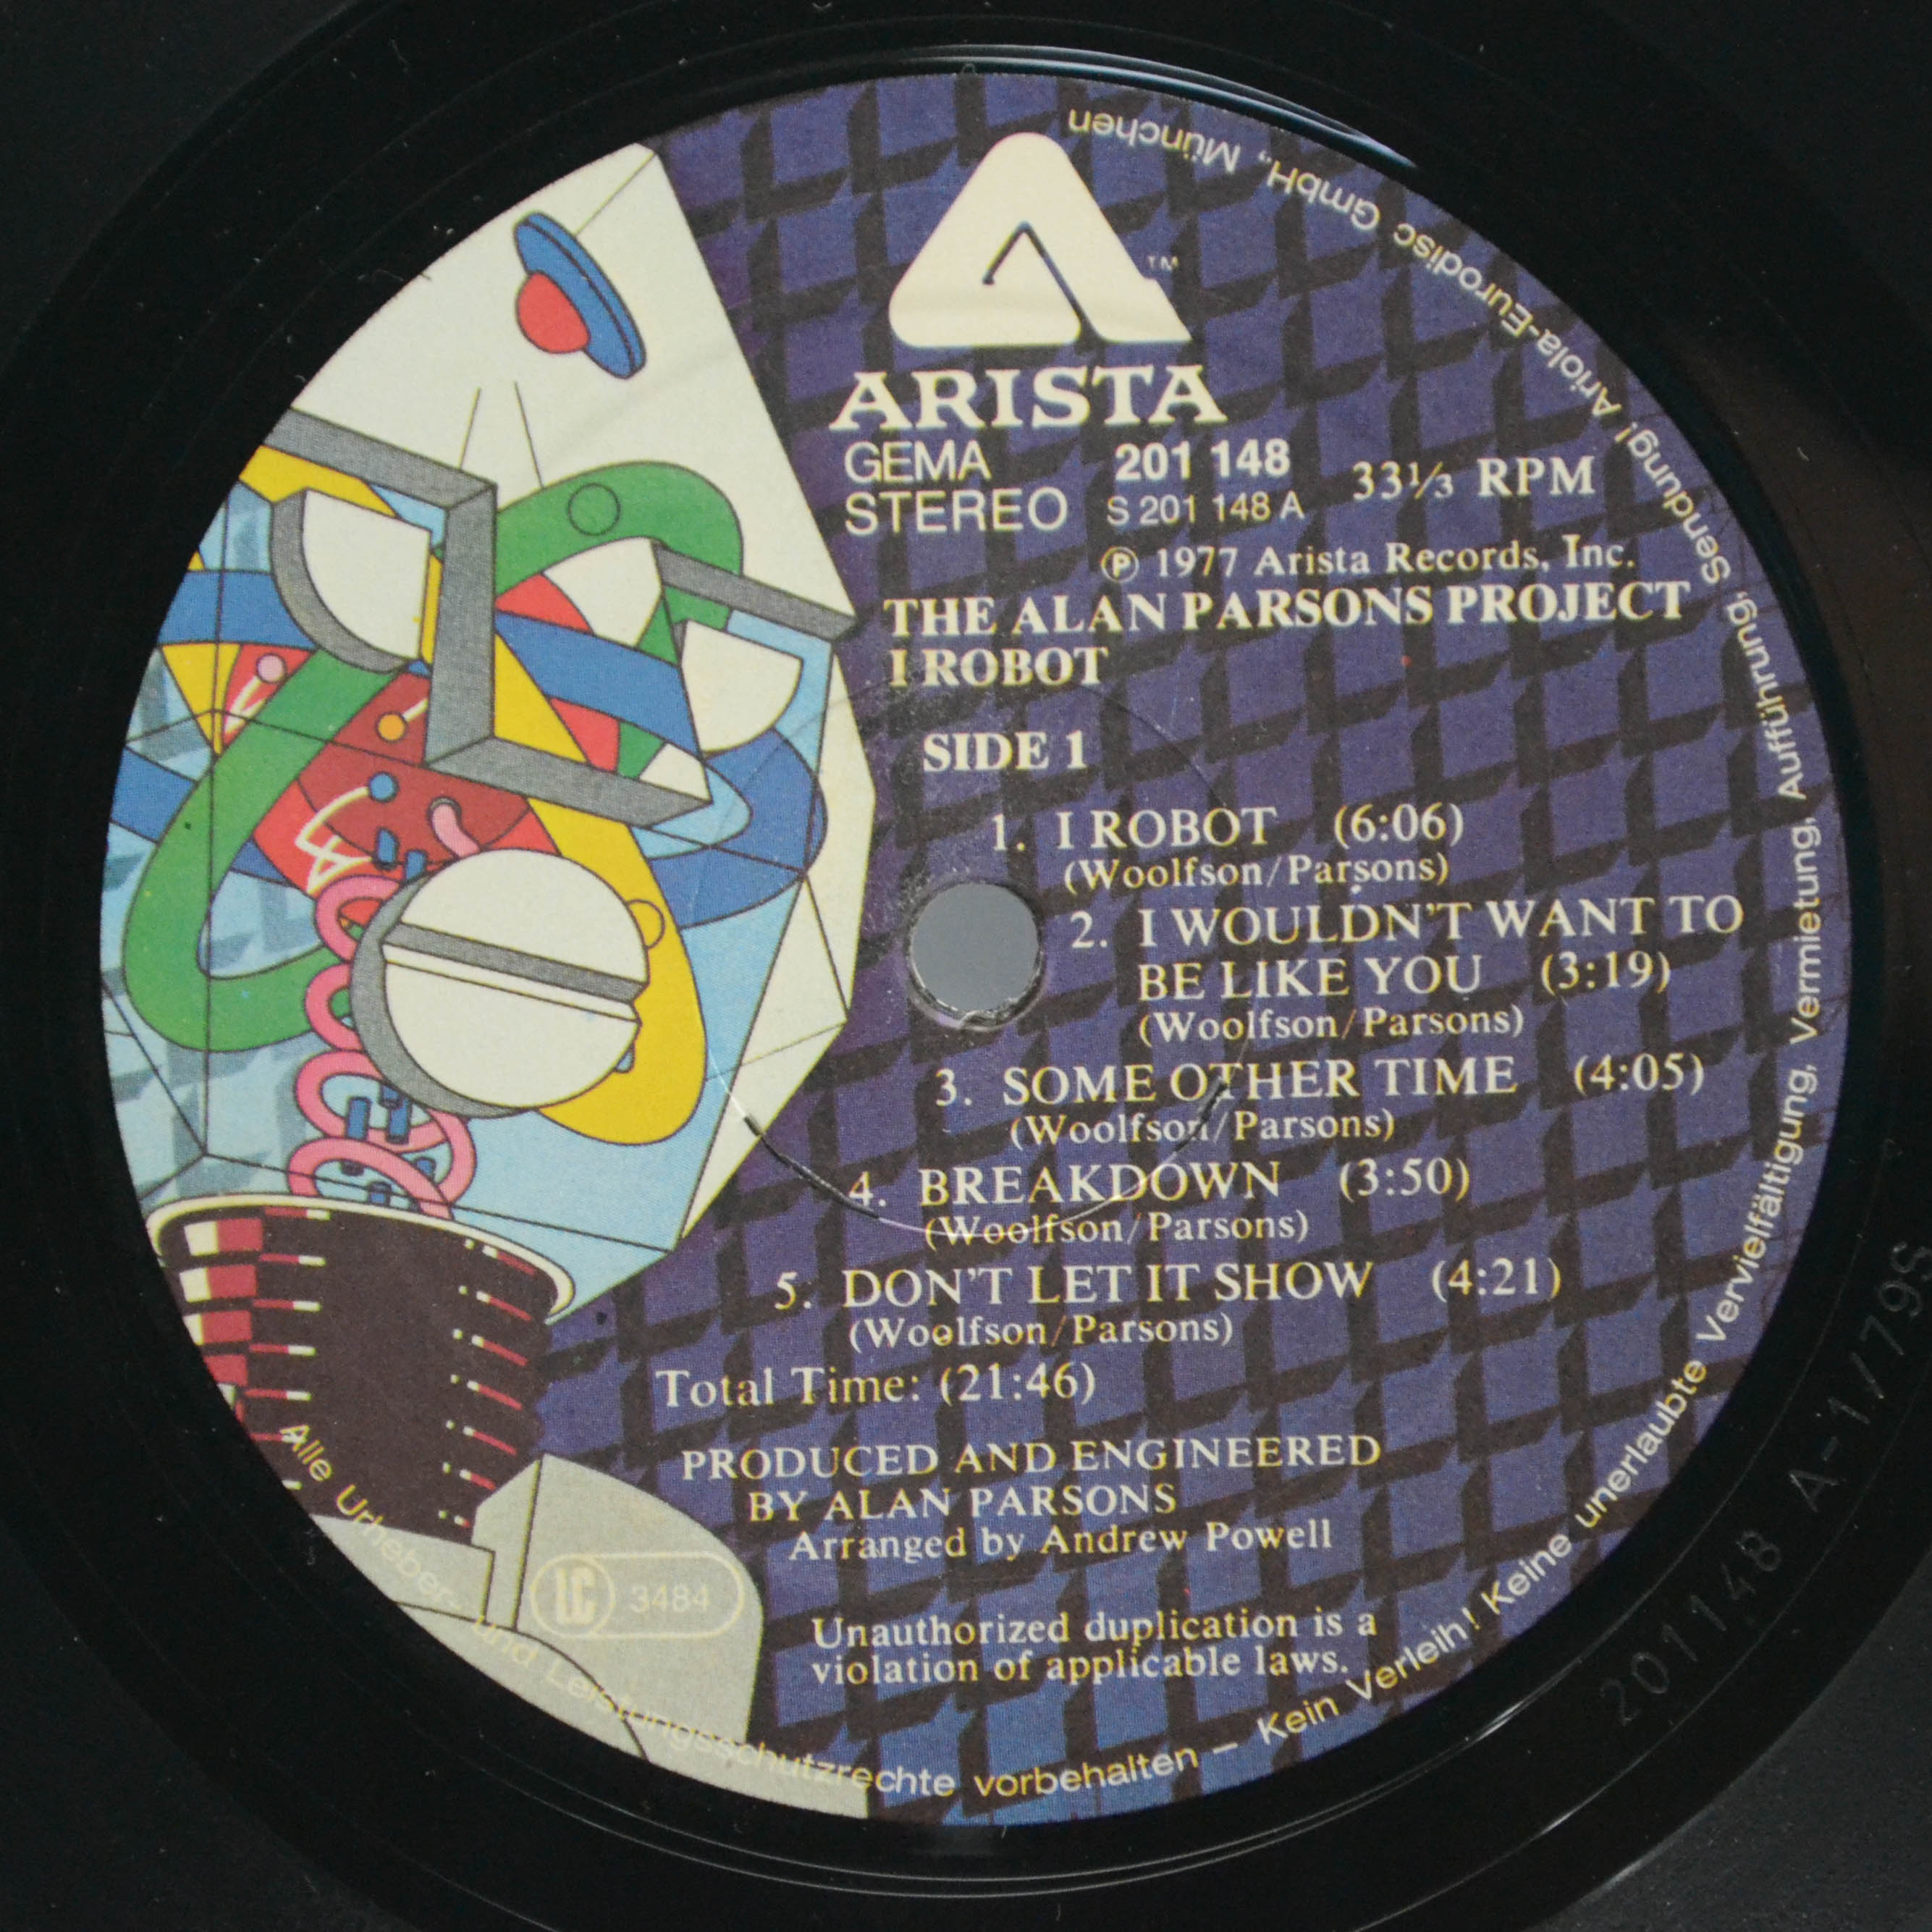 TM
ARISTA
GEMA 201 148 33⅓ RPM
STEREO S 201 148 A
Ⓟ 1977 Arista Records, Inc.
THE ALAN PARSONS PROJECT
I ROBOT
SIDE 1
1. I ROBOT (6:06)
(Woolfson/Parsons)
2. I WOULDN'T WANT TO
BE LIKE YOU (3:19)
(Woolfson/Parsons)
3. SOME OTHER TIME (4:05)
(Woolfson/Parsons)
4. BREAKDOWN (3:50)
(Woolfson/Parsons)
5. DON'T LET IT SHOW (4:21)
(Woolfson/Parsons)
Total Time: (21:46)
PRODUCED AND ENGINEERED
BY ALAN PARSONS
Arranged by Andrew Powell
LC 3484
Unauthorized duplication is a
violation of applicable laws.
Alle Urheber- und Leistungsschutzrechte vorbehalten – Kein Verleih! Keine unerlaubte Vervielfältigung, Vermietung, Aufführung, Sendung! Ariola-Eurodisc GmbH., München
201148 A-1/79S